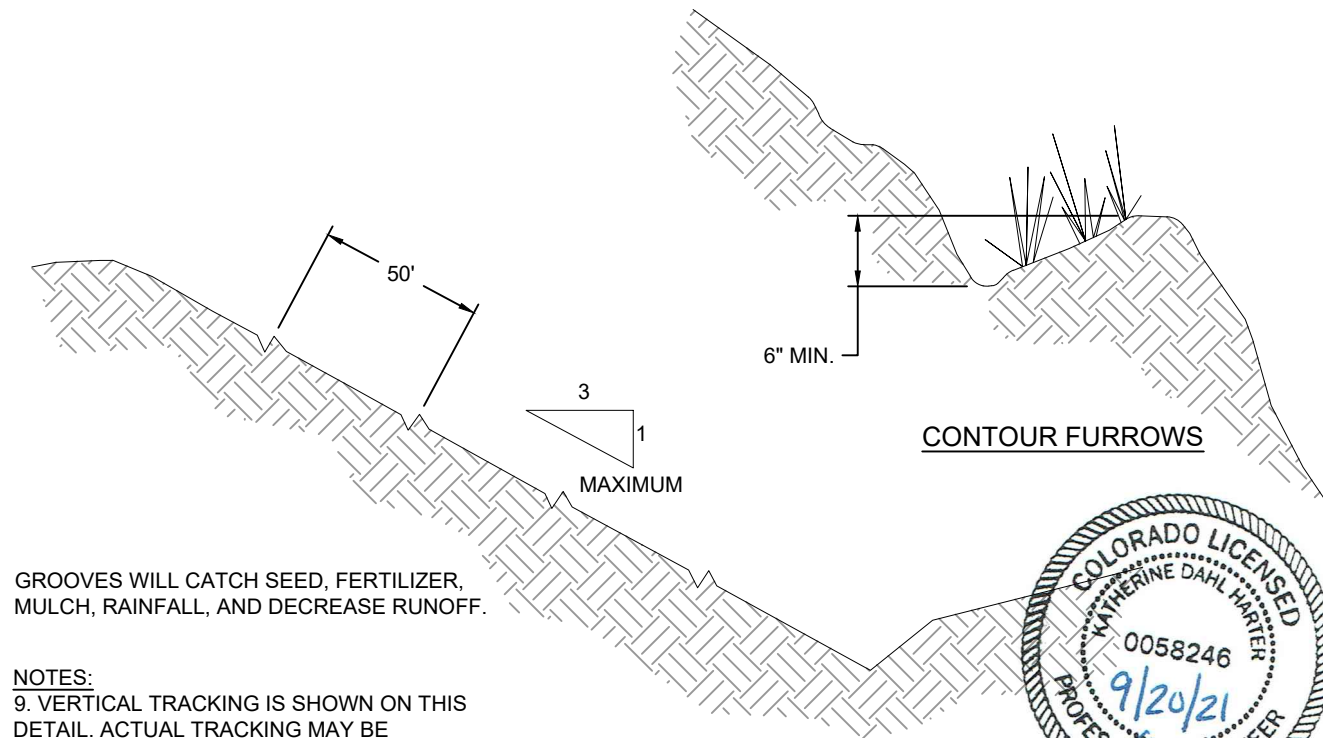 50'
6" MIN.
3
1
MAXIMUM
CONTOUR FURROWS
GROOVES WILL CATCH SEED, FERTILIZER,
MULCH, RAINFALL, AND DECREASE RUNOFF.
NOTES:
9. VERTICAL TRACKING IS SHOWN ON THIS
DETAIL. ACTUAL TRACKING MAY BE
COLORADO LICENSED
KATHERINE DAHL HARTER
0058246
9/20/21